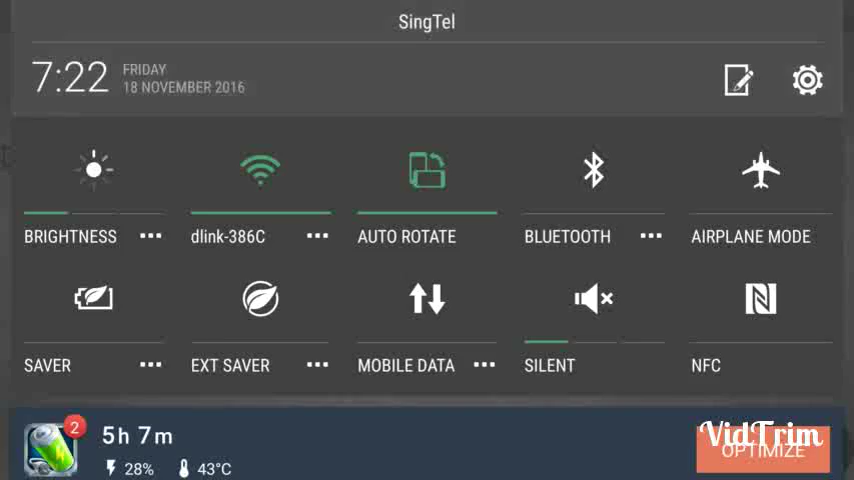 SingTel
7:22
FRIDAY
18 NOVEMBER 2016
BRIGHTNESS
dlink-386C
AUTO ROTATE
BLUETOOTH
AIRPLANE MODE
SAVER
EXT SAVER
MOBILE DATA
SILENT
NFC
2
5h 7m
28%
43°C
VidTrim
OPTIMIZE